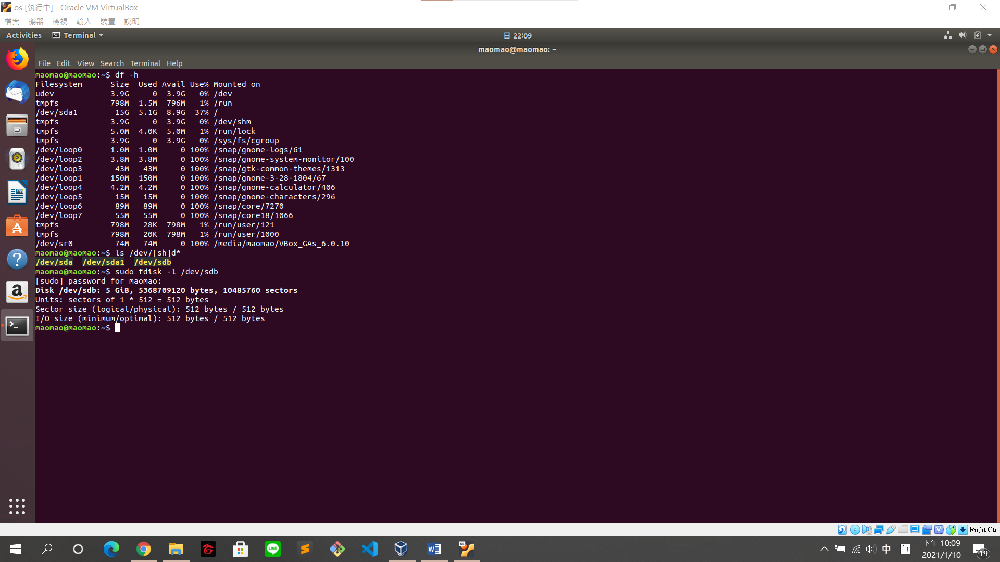 os [執行中] - Oracle VM VirtualBox
檔案 機器 檢視 輸入 裝置 說明
Activities Terminal 日 22:09
maomao@maomao: ~
File Edit View Search Terminal Help
maomao@maomao:~$ df -h
Filesystem      Size  Used Avail Use% Mounted on
udev            3.9G     0  3.9G   0% /dev
tmpfs           798M  1.5M  796M   1% /run
/dev/sda1        15G  5.1G  8.9G  37% /
tmpfs           3.9G     0  3.9G   0% /dev/shm
tmpfs           5.0M  4.0K  5.0M   1% /run/lock
tmpfs           3.9G     0  3.9G   0% /sys/fs/cgroup
/dev/loop0      1.0M  1.0M     0 100% /snap/gnome-logs/61
/dev/loop2      3.8M  3.8M     0 100% /snap/gnome-system-monitor/100
/dev/loop3       43M   43M     0 100% /snap/gtk-common-themes/1313
/dev/loop1      150M  150M     0 100% /snap/gnome-3-28-1804/67
/dev/loop4      4.2M  4.2M     0 100% /snap/gnome-calculator/406
/dev/loop5       15M   15M     0 100% /snap/gnome-characters/296
/dev/loop6       89M   89M     0 100% /snap/core/7270
/dev/loop7       55M   55M     0 100% /snap/core18/1066
tmpfs           798M   28K  798M   1% /run/user/121
tmpfs           798M   20K  798M   1% /run/user/1000
/dev/sr0         74M   74M     0 100% /media/maomao/VBox_GAs_6.0.10
maomao@maomao:~$ ls /dev/[sh]d*
/dev/sda  /dev/sda1  /dev/sdb
maomao@maomao:~$ sudo fdisk -l /dev/sdb
[sudo] password for maomao:
Disk /dev/sdb: 5 GiB, 5368709120 bytes, 10485760 sectors
Units: sectors of 1 * 512 = 512 bytes
Sector size (logical/physical): 512 bytes / 512 bytes
I/O size (minimum/optimal): 512 bytes / 512 bytes
maomao@maomao:~$
Right Ctrl
中 ㄅ 下午 10:09
2021/1/10 19